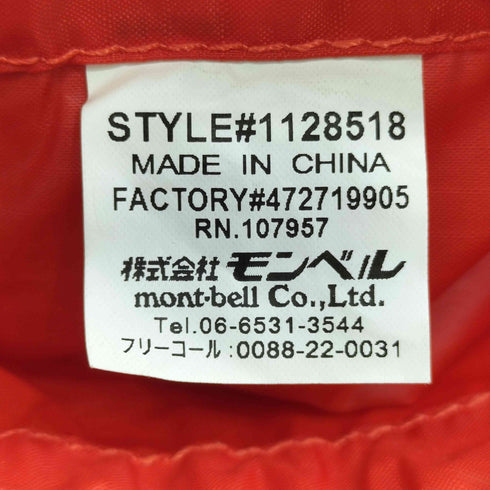 STYLE#1128518
MADE IN CHINA
FACTORY#472719905
RN.107957
株式会社 モンベル
mont-bell Co.,Ltd.
Tel.06-6531-3544
フリーコール:0088-22-0031